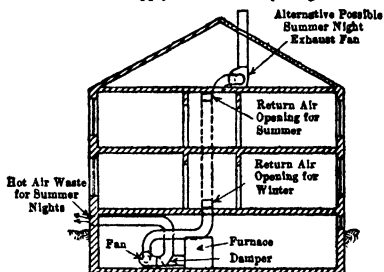 Alternative Possible
Summer Night
Exhaust Fan
Return Air
Opening for
Summer
Return Air
Opening for
Winter
Hot Air Waste
for Summer
Nights
Fan
Furnace
Damper